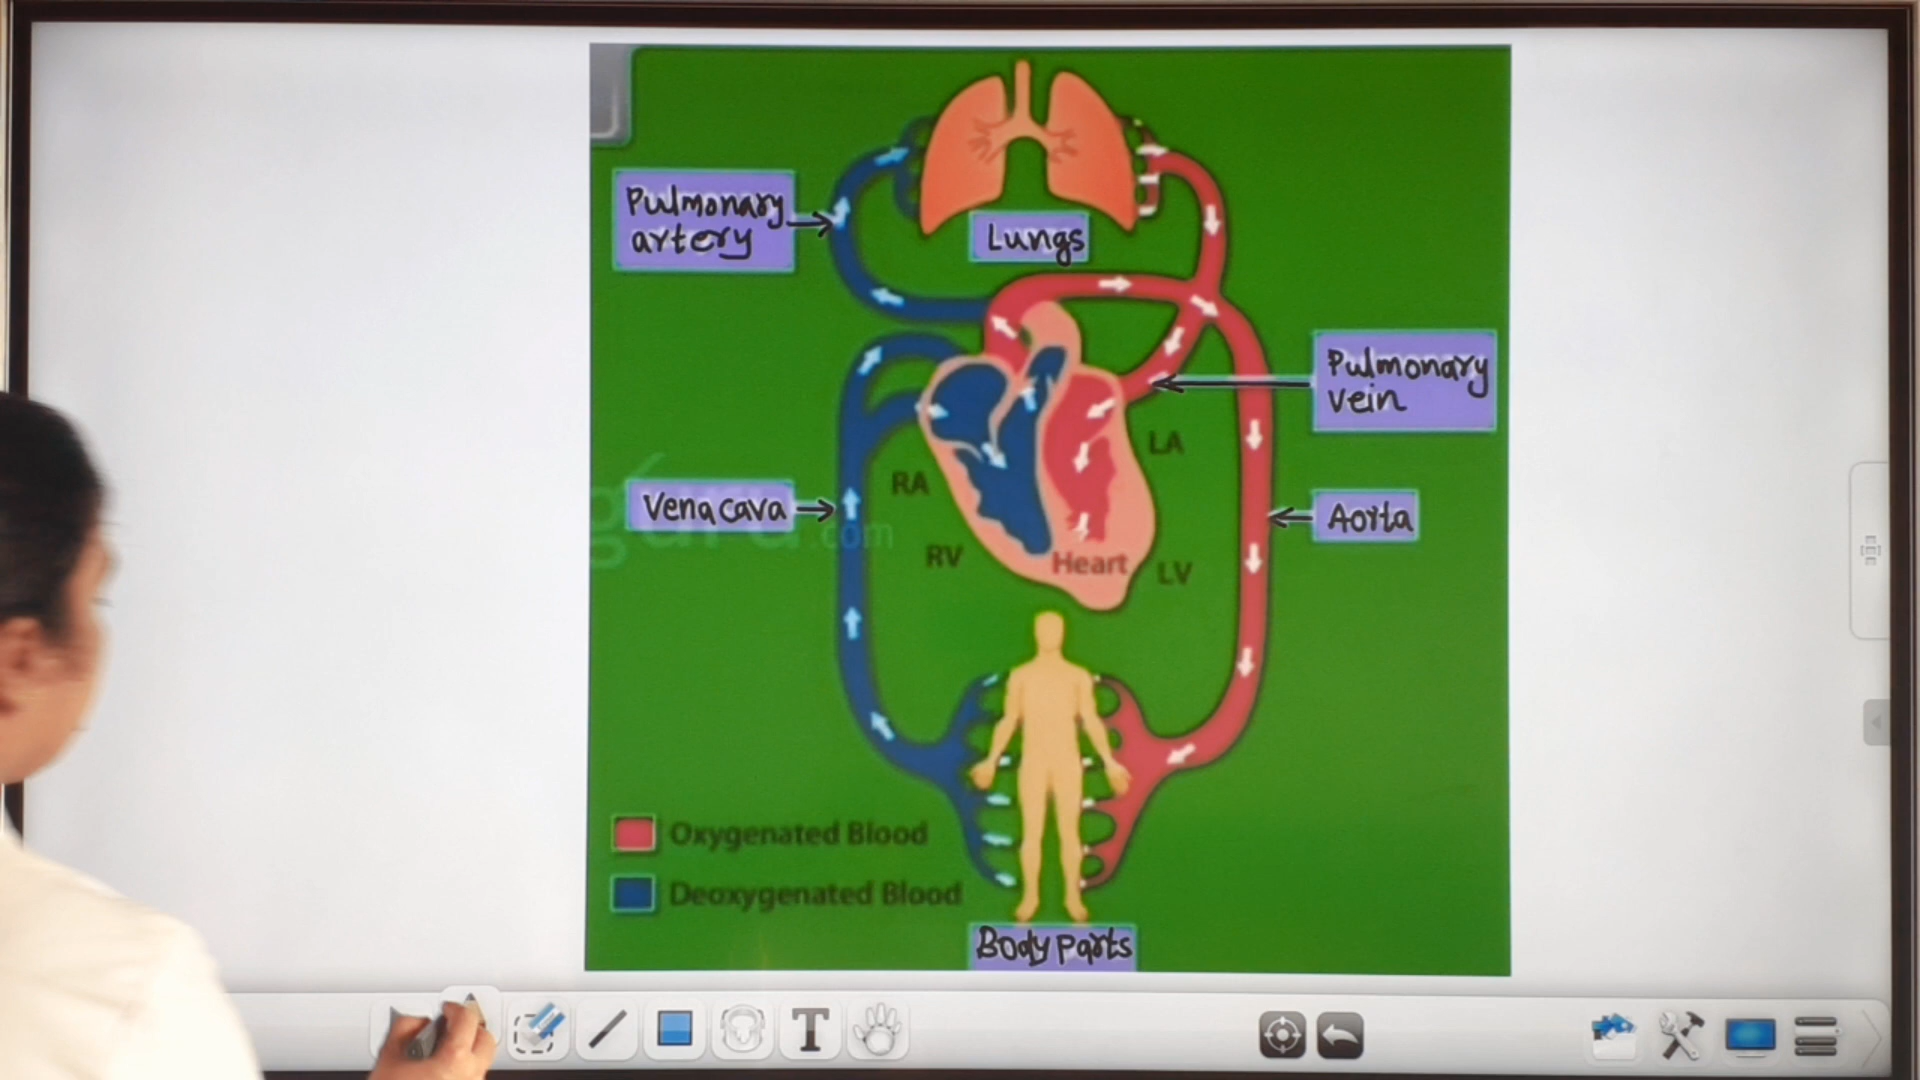 Pulmonary
artery
Lungs
Pulmonary
vein
LA
RA
Vena cava
Aorta
.com
RV
Heart
LV
Oxygenated Blood
Deoxygenated Blood
Body parts
T